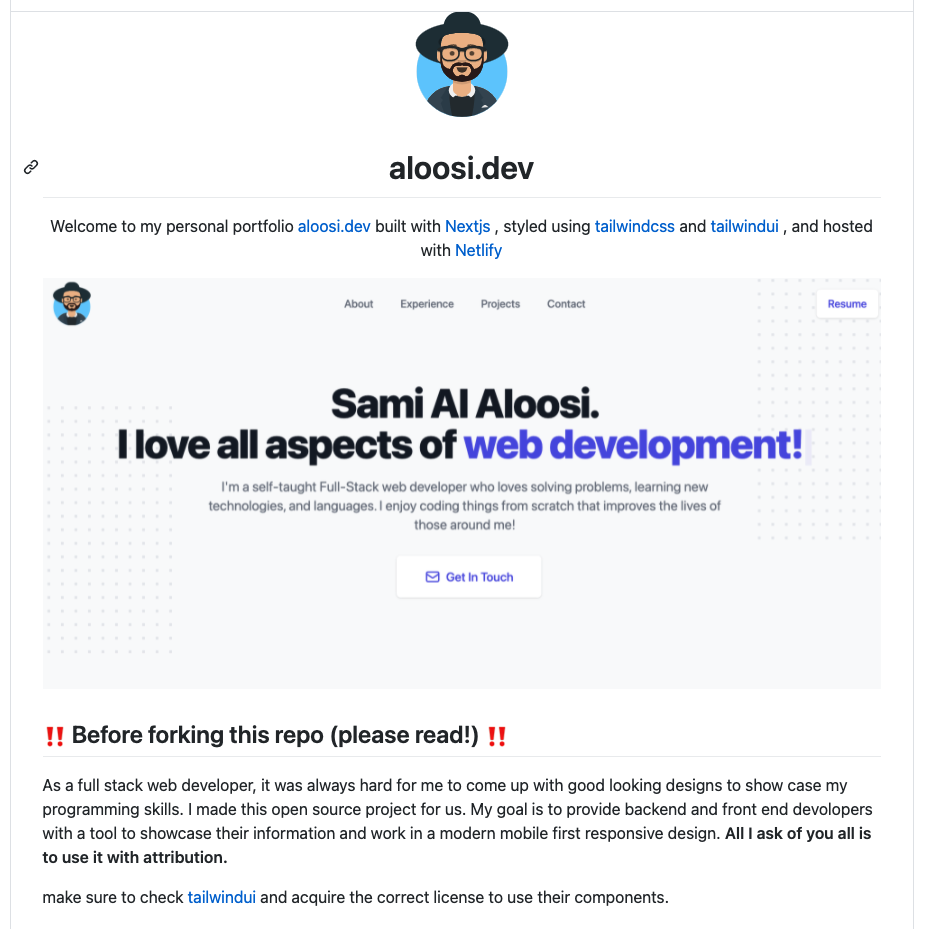 aloosi.dev
Welcome to my personal portfolio aloosi.dev built with Nextjs , styled using tailwindcss and tailwindui , and hosted
with Netlify
About Experience Projects Contact Resume
Sami Al Aloosi.
I love all aspects of web development!
I'm a self-taught Full-Stack web developer who loves solving problems, learning new
technologies, and languages. I enjoy coding things from scratch that improves the lives of
those around me!
Get In Touch
‼️ Before forking this repo (please read!) ‼️
As a full stack web developer, it was always hard for me to come up with good looking designs to show case my
programming skills. I made this open source project for us. My goal is to provide backend and front end devolopers
with a tool to showcase their information and work in a modern mobile first responsive design. All I ask of you all is
to use it with attribution.
make sure to check tailwindui and acquire the correct license to use their components.